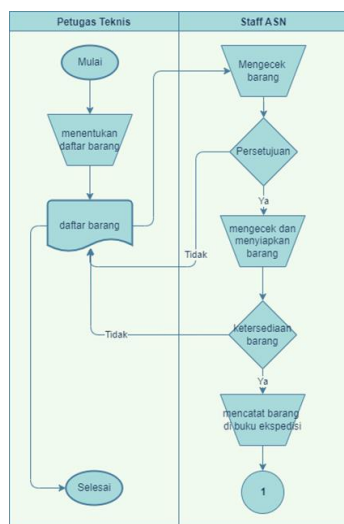 Petugas Teknis
Staff ASN
Mulai
Mengecek
barang
menentukan
daftar barang
Persetujuan
Ya
daftar barang
mengecek dan
menyiapkan
barang
Tidak
ketersediaan
barang
Tidak
Ya
mencatat barang
di buku ekspedisi
Selesai
1